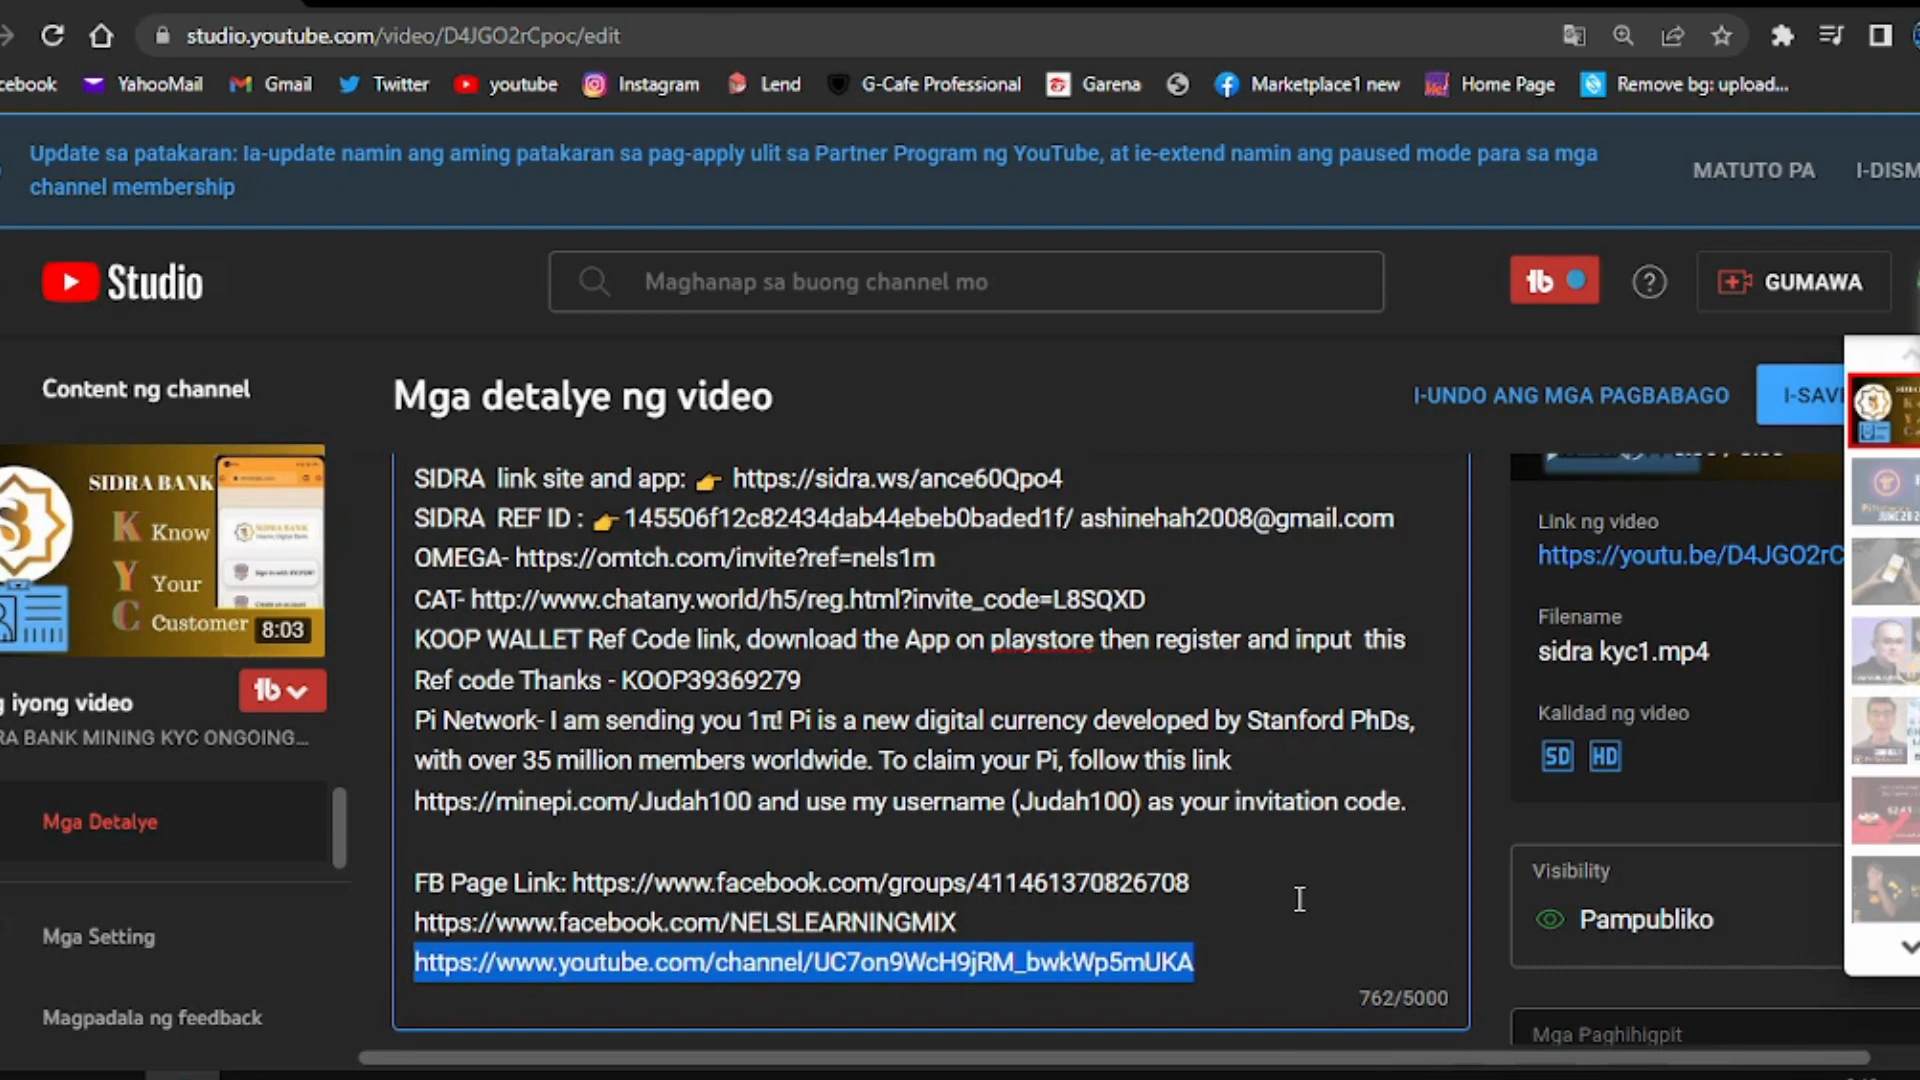 studio.youtube.com/video/D4JGO2rCpoc/edit
cebook YahooMail Gmail Twitter youtube Instagram Lend G-Cafe Professional Garena Marketplace1 new Home Page Remove bg: upload...
Update sa patakaran: Ia-update namin ang aming patakaran sa pag-apply ulit sa Partner Program ng YouTube, at ie-extend namin ang paused mode para sa mga
channel membership
MATUTO PA I-DISM
Studio
Maghanap sa buong channel mo
GUMAWA
Content ng channel
SIDRA BANK
K Know
Y Your
C Customer
8:03
g iyong video
RA BANK MINING KYC ONGOING...
Mga Detalye
Mga Setting
Magpadala ng feedback
Mga detalye ng video
I-UNDO ANG MGA PAGBABAGO
I-SAVE
SIDRA link site and app: 👉 https://sidra.ws/ance60Qpo4
SIDRA REF ID : 👉 145506f12c82434dab44ebeb0baded1f/ ashinehah2008@gmail.com
OMEGA- https://omtch.com/invite?ref=nels1m
CAT- http://www.chatany.world/h5/reg.html?invite_code=L8SQXD
KOOP WALLET Ref Code link, download the App on playstore then register and input this
Ref code Thanks - KOOP39369279
Pi Network- I am sending you 1π! Pi is a new digital currency developed by Stanford PhDs,
with over 35 million members worldwide. To claim your Pi, follow this link
https://minepi.com/Judah100 and use my username (Judah100) as your invitation code.
FB Page Link: https://www.facebook.com/groups/411461370826708
https://www.facebook.com/NELSLEARNINGMIX
https://www.youtube.com/channel/UC7on9WcH9jRM_bwkWp5mUKA
762/5000
Link ng video
https://youtu.be/D4JGO2rC
Filename
sidra kyc1.mp4
Kalidad ng video
SD HD
Visibility
Pampubliko
Mga Paghihigpit